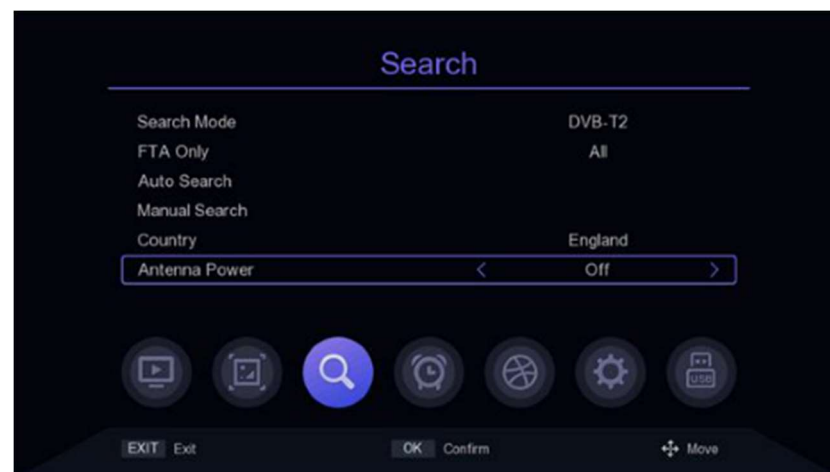 Search
Search Mode DVB-T2
FTA Only All
Auto Search
Manual Search
Country England
Antenna Power < Off >
USB
EXIT Exit OK Confirm Move